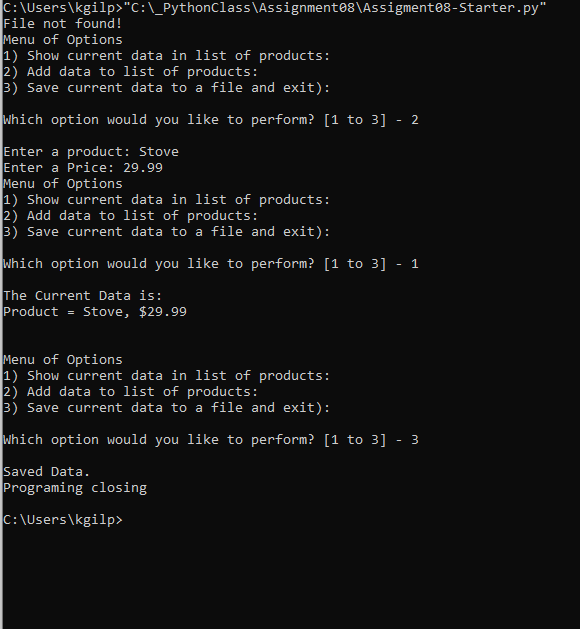 C:\Users\kgilp>"C:\_PythonClass\Assignment08\Assigment08-Starter.py"
File not found!
Menu of Options
1) Show current data in list of products:
2) Add data to list of products:
3) Save current data to a file and exit):
Which option would you like to perform? [1 to 3] - 2
Enter a product: Stove
Enter a Price: 29.99
Menu of Options
1) Show current data in list of products:
2) Add data to list of products:
3) Save current data to a file and exit):
Which option would you like to perform? [1 to 3] - 1
The Current Data is:
Product = Stove, $29.99
Menu of Options
1) Show current data in list of products:
2) Add data to list of products:
3) Save current data to a file and exit):
Which option would you like to perform? [1 to 3] - 3
Saved Data.
Programing closing
C:\Users\kgilp>